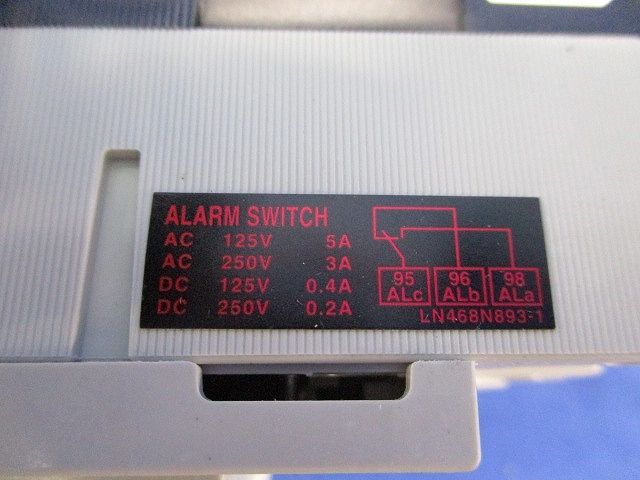 ALARM SWITCH
AC 125V 5A
AC 250V 3A
DC 125V 0.4A
DC 250V 0.2A
95 96 98
ALc ALb ALa
LN468N893-1